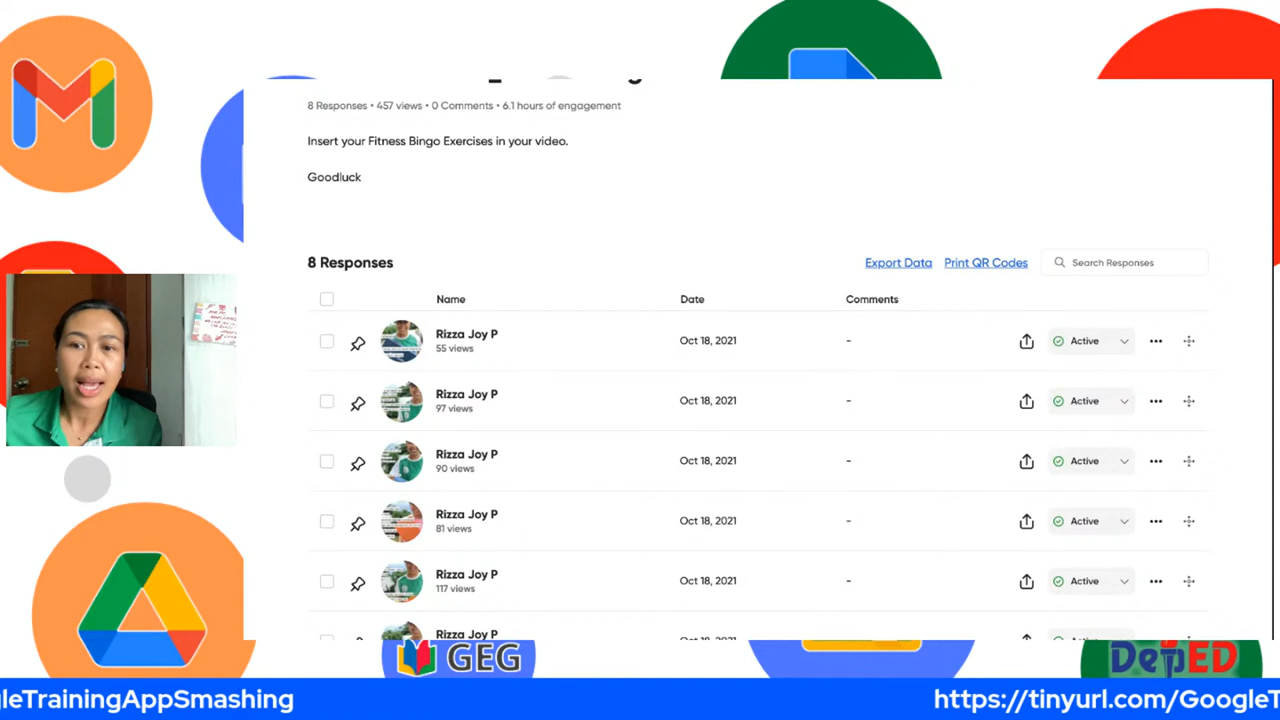 8 Responses • 457 views • 0 Comments • 6.1 hours of engagement
Insert your Fitness Bingo Exercises in your video.
Goodluck
8 Responses
Export Data
Print QR Codes
Search Responses
Name
Date
Comments
Rizza Joy P
55 views
Oct 18, 2021
-
Active
Rizza Joy P
97 views
Oct 18, 2021
-
Active
Rizza Joy P
90 views
Oct 18, 2021
-
Active
Rizza Joy P
81 views
Oct 18, 2021
-
Active
Rizza Joy P
117 views
Oct 18, 2021
-
Active
Rizza Joy P
GEG
DepED
gleTrainingAppSmashing
https://tinyurl.com/GoogleT